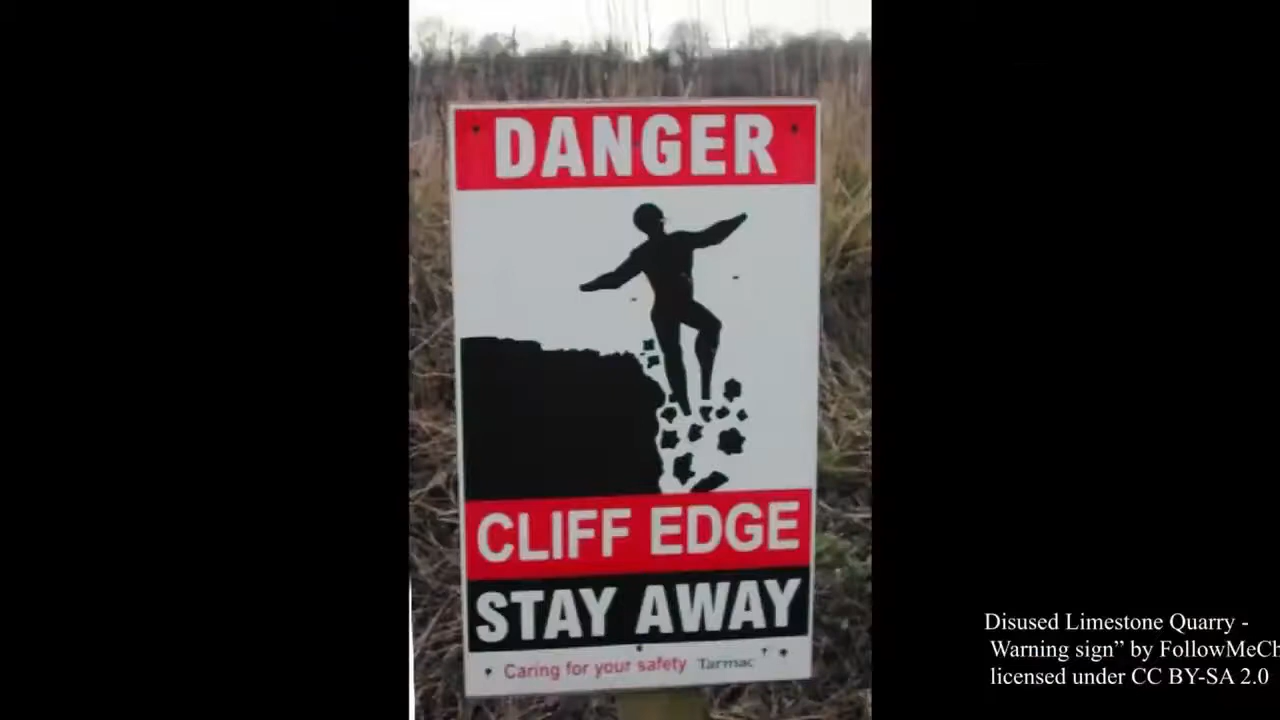 DANGER
CLIFF EDGE
STAY AWAY
Caring for your safety Tarmac
Disused Limestone Quarry -
Warning sign” by FollowMeCh
licensed under CC BY-SA 2.0